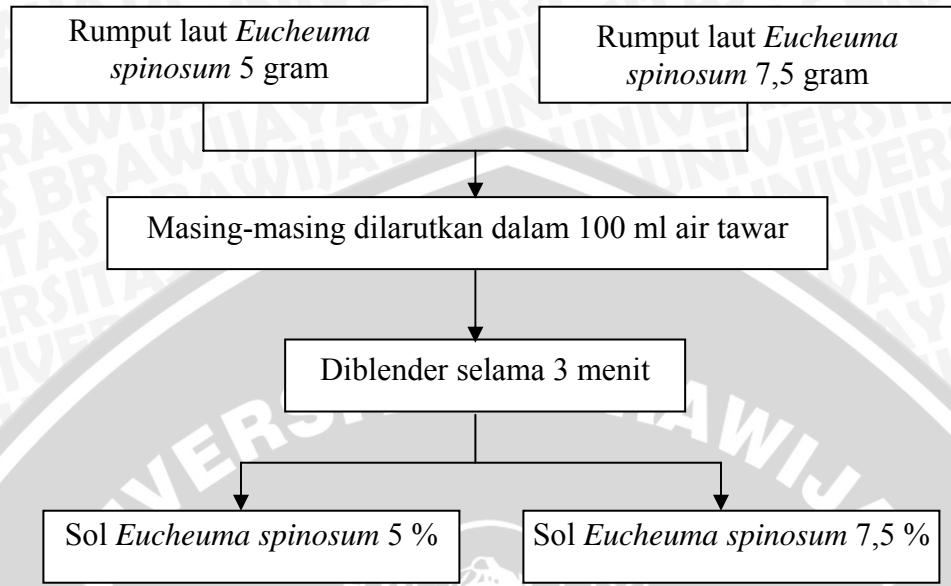 Rumput laut Eucheuma
spinosum 5 gram
Rumput laut Eucheuma
spinosum 7,5 gram
Masing-masing dilarutkan dalam 100 ml air tawar
Diblender selama 3 menit
Sol Eucheuma spinosum 5 %
Sol Eucheuma spinosum 7,5 %